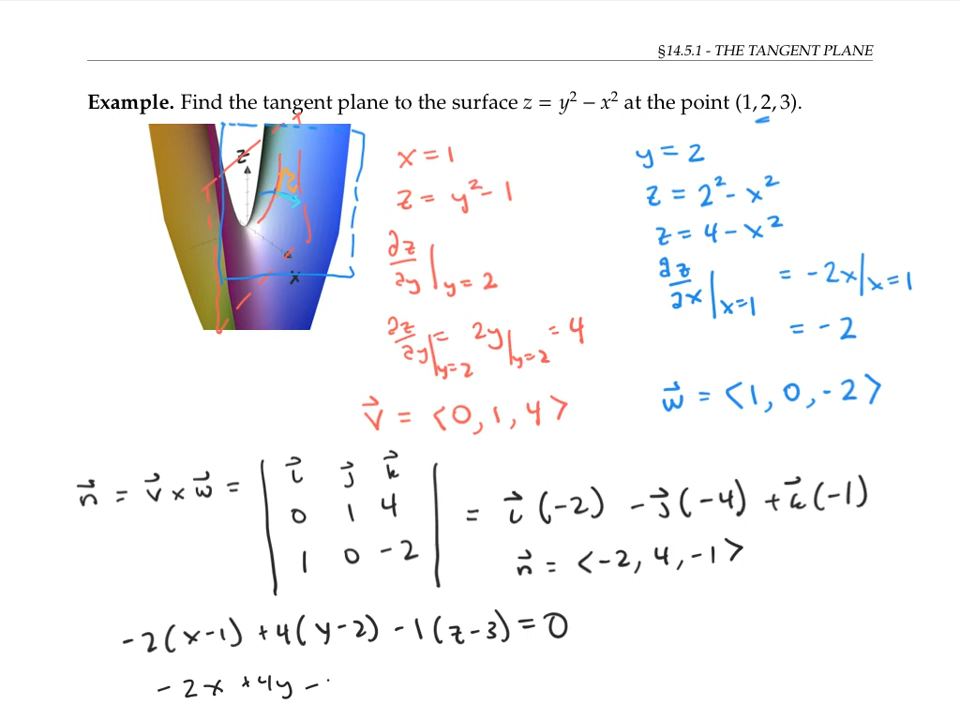 §14.5.1 - THE TANGENT PLANE
Example. Find the tangent plane to the surface z = y² − x² at the point (1, 2, 3).
z
x
x = 1
z = y² - 1
∂z/∂y |y = 2
∂z/∂y |y=2 = 2y |y=2 = 4
v⃗ = <0, 1, 4>
y = 2
z = 2² - x²
z = 4 - x²
∂z/∂x |x=1 = -2x |x=1
= -2
w⃗ = <1, 0, -2>
n⃗ = v⃗ × w⃗ = | i⃗ j⃗ k⃗
0 1 4
1 0 -2 | = i⃗(-2) - j⃗(-4) + k⃗(-1)
n⃗ = <-2, 4, -1>
-2(x-1) + 4(y-2) - 1(z-3) = 0
-2x + 4y -